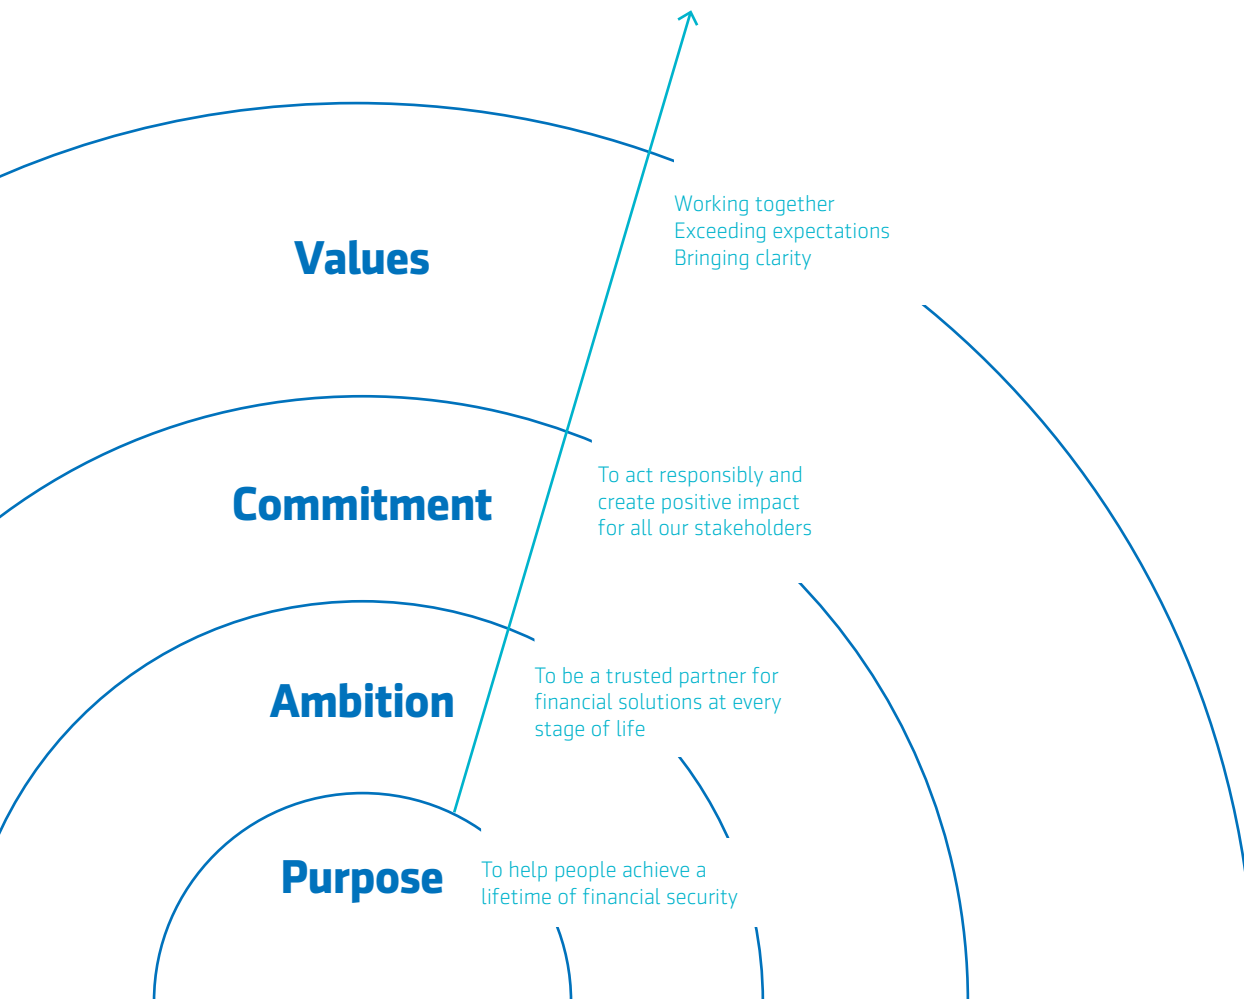 Values
Working together
Exceeding expectations
Bringing clarity
Commitment
To act responsibly and
create positive impact
for all our stakeholders
Ambition
To be a trusted partner for
financial solutions at every
stage of life
Purpose
To help people achieve a
lifetime of financial security